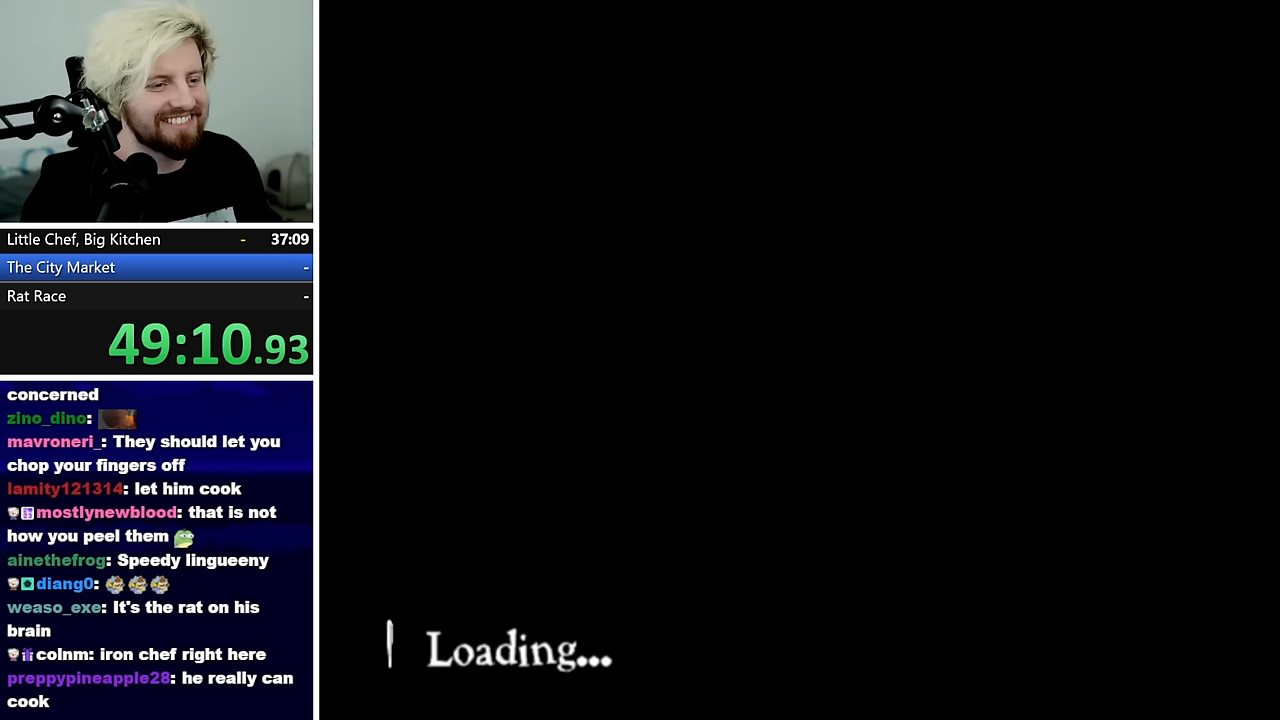 Little Chef, Big Kitchen - 37:09
The City Market -
Rat Race -
49:10.93
concerned
zino_dino:
mavroneri_: They should let you
chop your fingers off
lamity121314: let him cook
mostlynewblood: that is not
how you peel them
ainethefrog: Speedy lingueeny
diang0:
weaso_exe: It's the rat on his
brain
colnm: iron chef right here
preppypineapple28: he really can
cook
Loading...